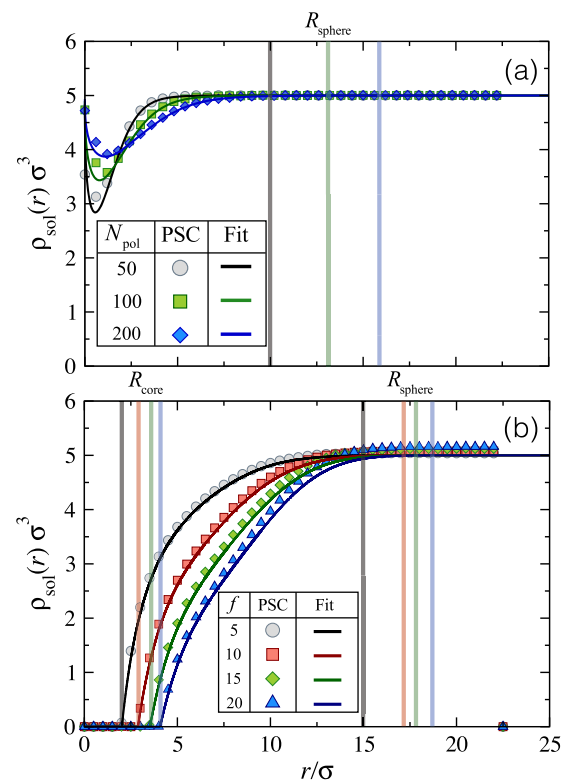 R_sphere
6
(a)
5
4
ρ_sol(r) σ^3
3
N_pol PSC Fit
2
50
100
1
200
0
R_core R_sphere
6
(b)
5
4
ρ_sol(r) σ^3
3
2
f PSC Fit
5
10
1
15
20
0
0 5 10 15 20 25
r/σ